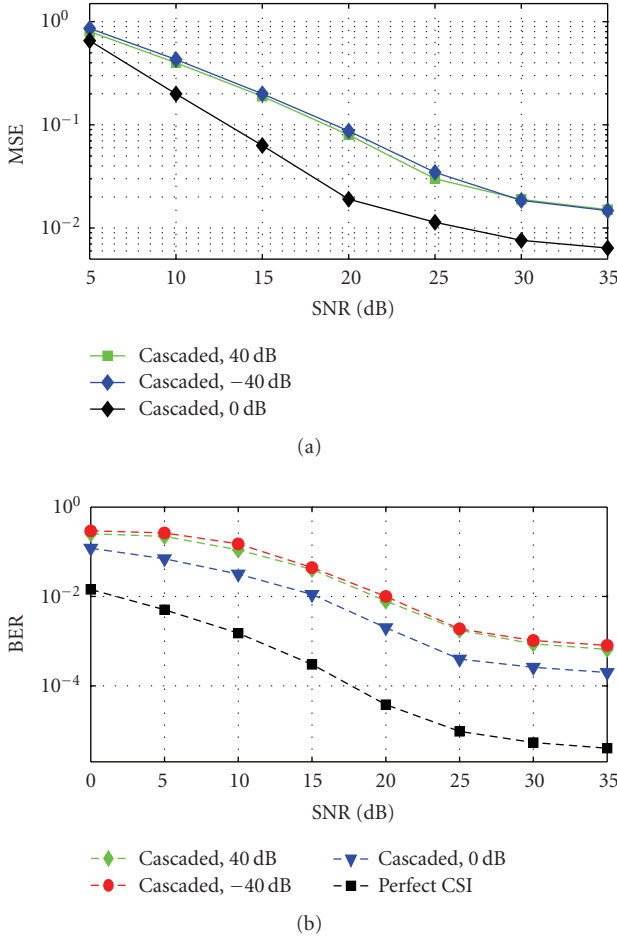 10^0
10^−1
10^−2
MSE
5 10 15 20 25 30 35
SNR (dB)
Cascaded, 40 dB
Cascaded, −40 dB
Cascaded, 0 dB
(a)
10^0
10^−2
10^−4
BER
0 5 10 15 20 25 30 35
SNR (dB)
Cascaded, 40 dB
Cascaded, −40 dB
Cascaded, 0 dB
Perfect CSI
(b)